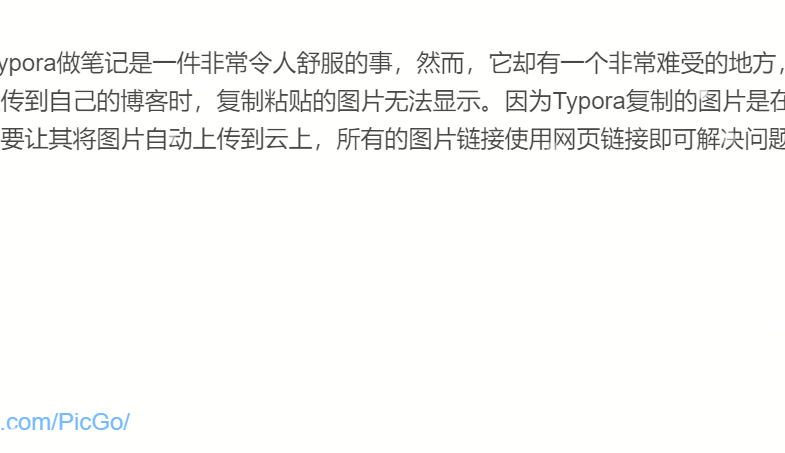 ypora做笔记是一件非常令人舒服的事，然而，它却有一个非常难受的地方，
传到自己的博客时，复制粘贴的图片无法显示。因为Typora复制的图片是在
要让其将图片自动上传到云上，所有的图片链接使用网页链接即可解决问题
.com/PicGo/